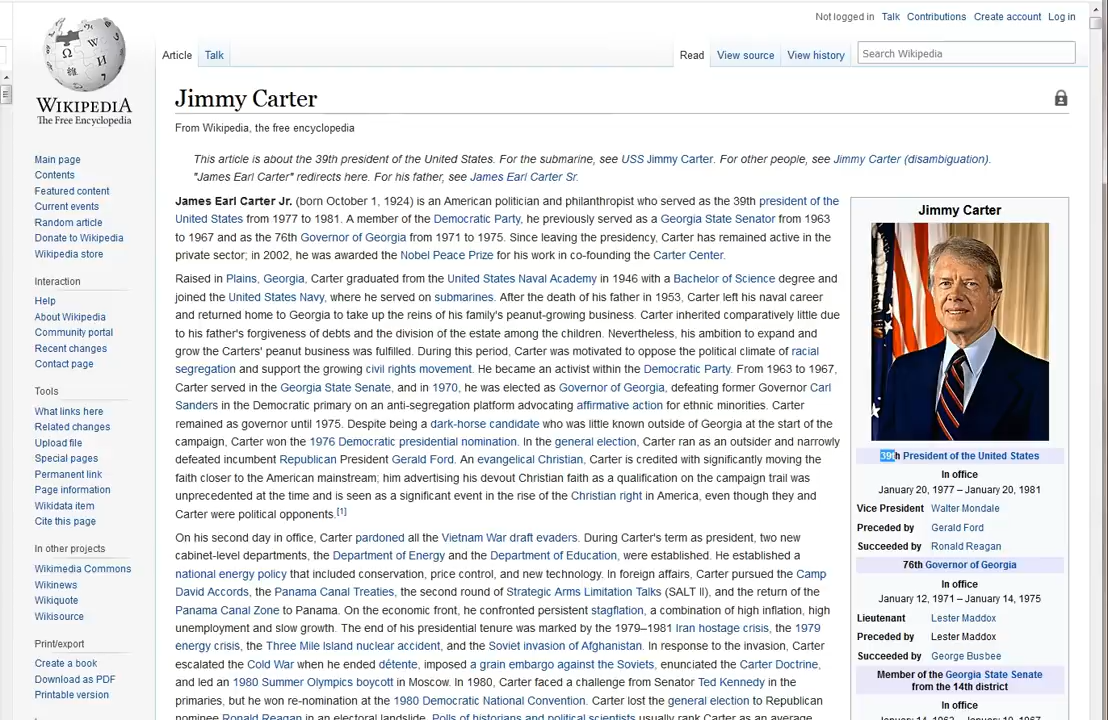 Not logged in Talk Contributions Create account Log in
Article Talk Read View source View history Search Wikipedia
WIKIPEDIA
The Free Encyclopedia
Main page
Contents
Featured content
Current events
Random article
Donate to Wikipedia
Wikipedia store
Interaction
Help
About Wikipedia
Community portal
Recent changes
Contact page
Tools
What links here
Related changes
Upload file
Special pages
Permanent link
Page information
Wikidata item
Cite this page
In other projects
Wikimedia Commons
Wikinews
Wikiquote
Wikisource
Print/export
Create a book
Download as PDF
Printable version
Jimmy Carter
From Wikipedia, the free encyclopedia
This article is about the 39th president of the United States. For the submarine, see USS Jimmy Carter. For other people, see Jimmy Carter (disambiguation).
"James Earl Carter" redirects here. For his father, see James Earl Carter Sr.
James Earl Carter Jr. (born October 1, 1924) is an American politician and philanthropist who served as the 39th president of the
United States from 1977 to 1981. A member of the Democratic Party, he previously served as a Georgia State Senator from 1963
to 1967 and as the 76th Governor of Georgia from 1971 to 1975. Since leaving the presidency, Carter has remained active in the
private sector; in 2002, he was awarded the Nobel Peace Prize for his work in co-founding the Carter Center.
Raised in Plains, Georgia, Carter graduated from the United States Naval Academy in 1946 with a Bachelor of Science degree and
joined the United States Navy, where he served on submarines. After the death of his father in 1953, Carter left his naval career
and returned home to Georgia to take up the reins of his family's peanut-growing business. Carter inherited comparatively little due
to his father's forgiveness of debts and the division of the estate among the children. Nevertheless, his ambition to expand and
grow the Carters' peanut business was fulfilled. During this period, Carter was motivated to oppose the political climate of racial
segregation and support the growing civil rights movement. He became an activist within the Democratic Party. From 1963 to 1967,
Carter served in the Georgia State Senate, and in 1970, he was elected as Governor of Georgia, defeating former Governor Carl
Sanders in the Democratic primary on an anti-segregation platform advocating affirmative action for ethnic minorities. Carter
remained as governor until 1975. Despite being a dark-horse candidate who was little known outside of Georgia at the start of the
campaign, Carter won the 1976 Democratic presidential nomination. In the general election, Carter ran as an outsider and narrowly
defeated incumbent Republican President Gerald Ford. An evangelical Christian, Carter is credited with significantly moving the
faith closer to the American mainstream; him advertising his devout Christian faith as a qualification on the campaign trail was
unprecedented at the time and is seen as a significant event in the rise of the Christian right in America, even though they and
Carter were political opponents.[1]
On his second day in office, Carter pardoned all the Vietnam War draft evaders. During Carter's term as president, two new
cabinet-level departments, the Department of Energy and the Department of Education, were established. He established a
national energy policy that included conservation, price control, and new technology. In foreign affairs, Carter pursued the Camp
David Accords, the Panama Canal Treaties, the second round of Strategic Arms Limitation Talks (SALT II), and the return of the
Panama Canal Zone to Panama. On the economic front, he confronted persistent stagflation, a combination of high inflation, high
unemployment and slow growth. The end of his presidential tenure was marked by the 1979–1981 Iran hostage crisis, the 1979
energy crisis, the Three Mile Island nuclear accident, and the Soviet invasion of Afghanistan. In response to the invasion, Carter
escalated the Cold War when he ended détente, imposed a grain embargo against the Soviets, enunciated the Carter Doctrine,
and led an 1980 Summer Olympics boycott in Moscow. In 1980, Carter faced a challenge from Senator Ted Kennedy in the
primaries, but he won re-nomination at the 1980 Democratic National Convention. Carter lost the general election to Republican
nominee Ronald Reagan in an electoral landslide. Polls of historians and political scientists usually rank Carter as an average
Jimmy Carter
39th President of the United States
In office
January 20, 1977 – January 20, 1981
Vice President Walter Mondale
Preceded by Gerald Ford
Succeeded by Ronald Reagan
76th Governor of Georgia
In office
January 12, 1971 – January 14, 1975
Lieutenant Lester Maddox
Preceded by Lester Maddox
Succeeded by George Busbee
Member of the Georgia State Senate
from the 14th district
In office
January 14, 1963 – January 10, 1967